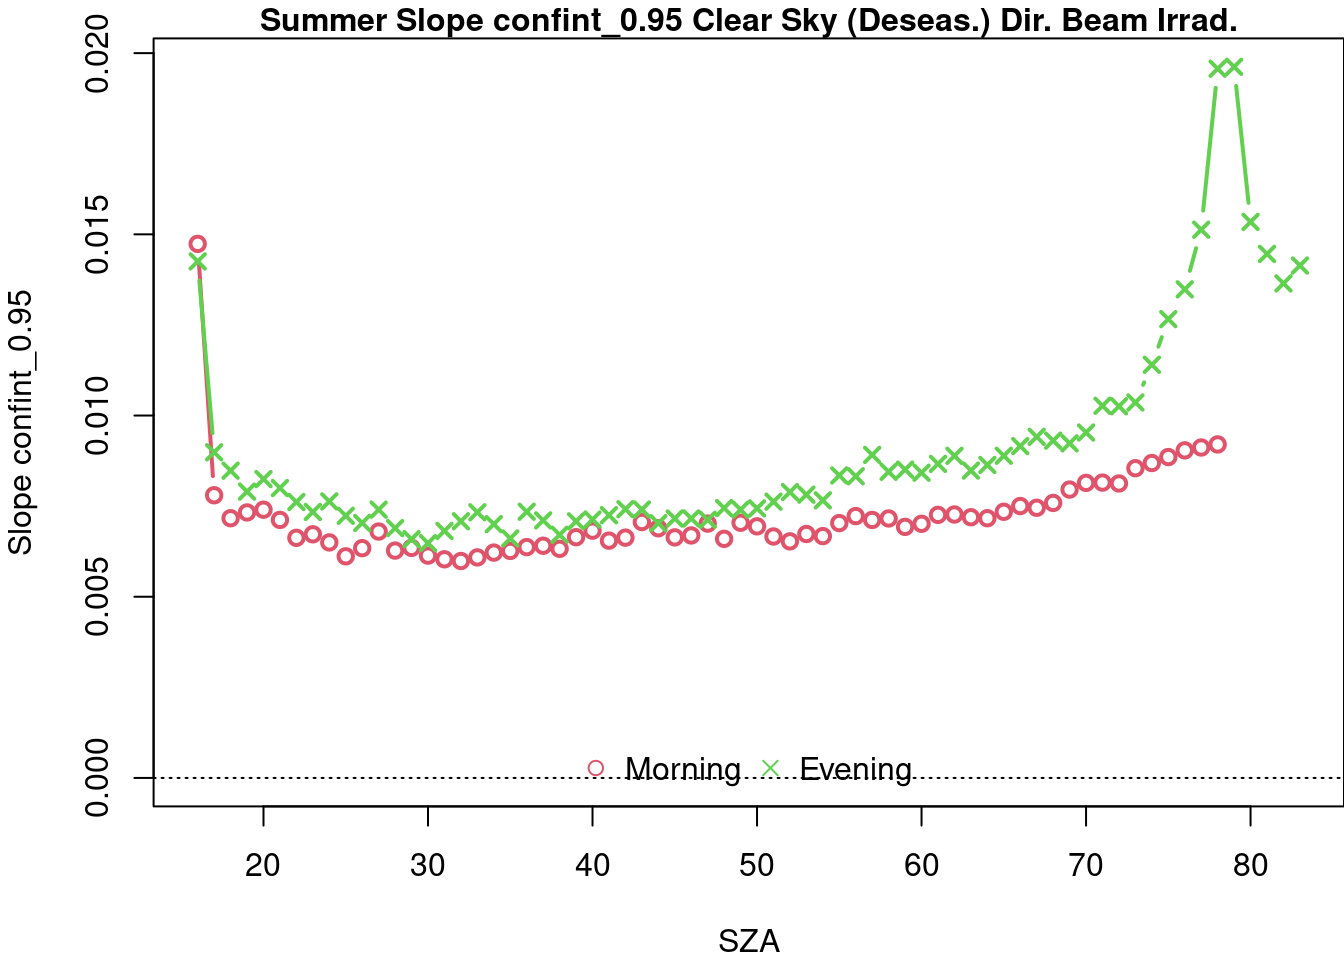 Summer Slope confint_0.95 Clear Sky (Deseas.) Dir. Beam Irrad.
Slope confint_0.95
0.020
0.015
0.010
0.005
0.000
Morning Evening
20 30 40 50 60 70 80
SZA